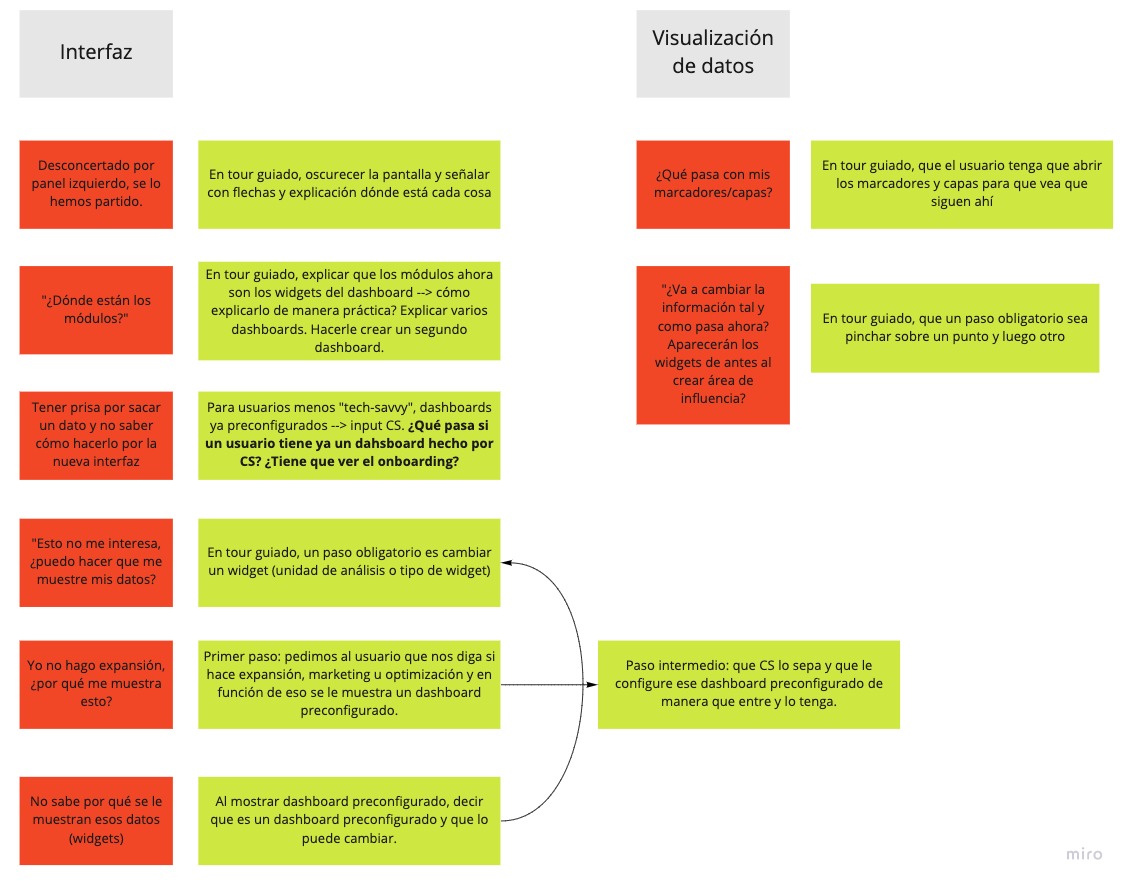 Interfaz
Desconcertado por
panel izquierdo, se lo
hemos partido.
En tour guiado, oscurecer la pantalla y señalar
con flechas y explicación dónde está cada cosa
"¿Dónde están los
módulos?"
En tour guiado, explicar que los módulos ahora
son los widgets del dashboard --> cómo
explicarlo de manera práctica? Explicar varios
dashboards. Hacerle crear un segundo
dashboard.
Tener prisa por sacar
un dato y no saber
cómo hacerlo por la
nueva interfaz
Para usuarios menos "tech-savvy", dashboards
ya preconfigurados --> input CS. ¿Qué pasa si
un usuario tiene ya un dahsboard hecho por
CS? ¿Tiene que ver el onboarding?
"Esto no me interesa,
¿puedo hacer que me
muestre mis datos?
En tour guiado, un paso obligatorio es cambiar
un widget (unidad de análisis o tipo de widget)
Yo no hago expansión,
¿por qué me muestra
esto?
Primer paso: pedimos al usuario que nos diga si
hace expansión, marketing u optimización y en
función de eso se le muestra un dashboard
preconfigurado.
Paso intermedio: que CS lo sepa y que le
configure ese dashboard preconfigurado de
manera que entre y lo tenga.
No sabe por qué se le
muestran esos datos
(widgets)
Al mostrar dashboard preconfigurado, decir
que es un dashboard preconfigurado y que lo
puede cambiar.
Visualización
de datos
¿Qué pasa con mis
marcadores/capas?
En tour guiado, que el usuario tenga que abrir
los marcadores y capas para que vea que
siguen ahí
"¿Va a cambiar la
información tal y
como pasa ahora?
Aparecerán los
widgets de antes al
crear área de
influencia?
En tour guiado, que un paso obligatorio sea
pinchar sobre un punto y luego otro
miro